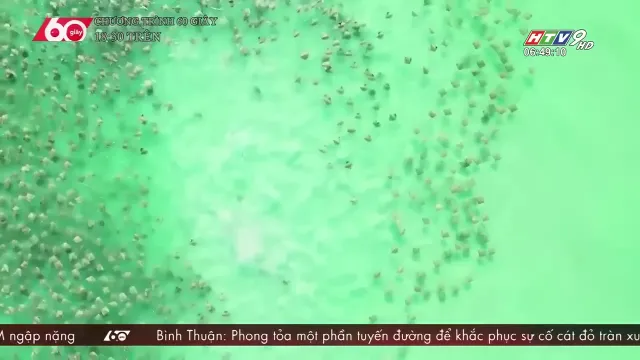 60 giây
CHƯƠNG TRÌNH 60 GIÂY
18:30 TRÊN
HTV9 HD
06:49:10
M ngập nặng 60 giây Bình Thuận: Phong tỏa một phần tuyến đường để khắc phục sự cố cát đỏ tràn xu